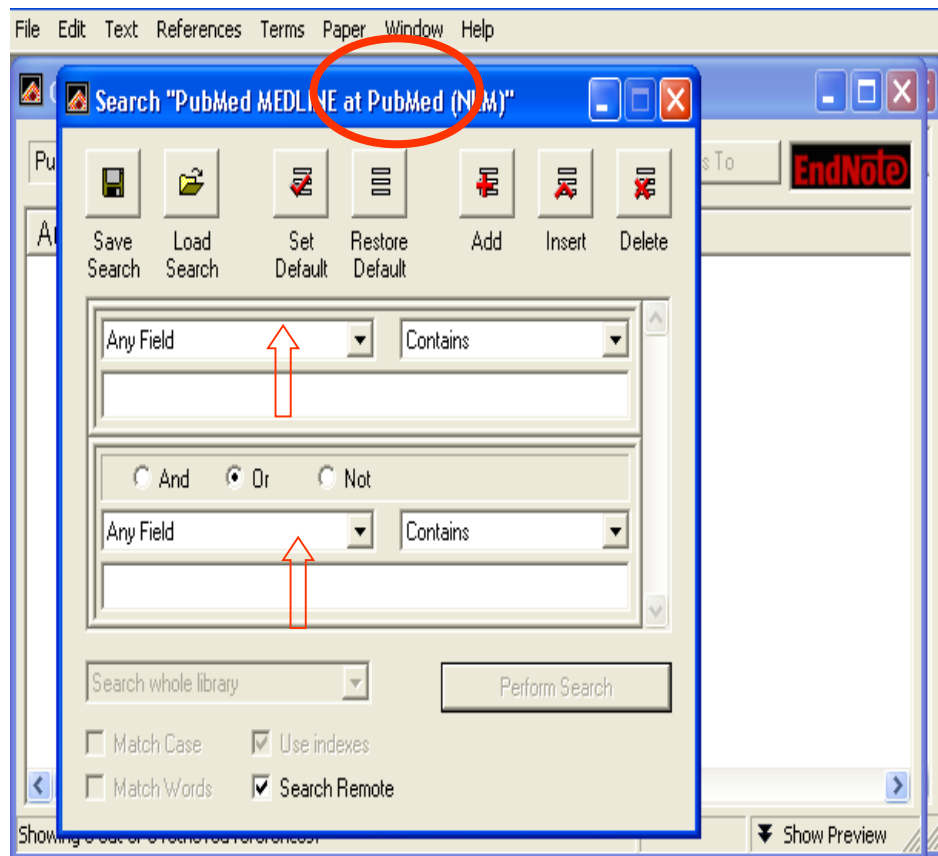 File Edit Text References Terms Paper Window Help
Search "PubMed MEDLINE at PubMed (NLM)"
Pu
s To
EndNote
Save Search
Load Search
Set Default
Restore Default
Add
Insert
Delete
Any Field
Contains
And Or Not
Any Field
Contains
Search whole library
Perform Search
Match Case
Use indexes
Match Words
Search Remote
Show Preview